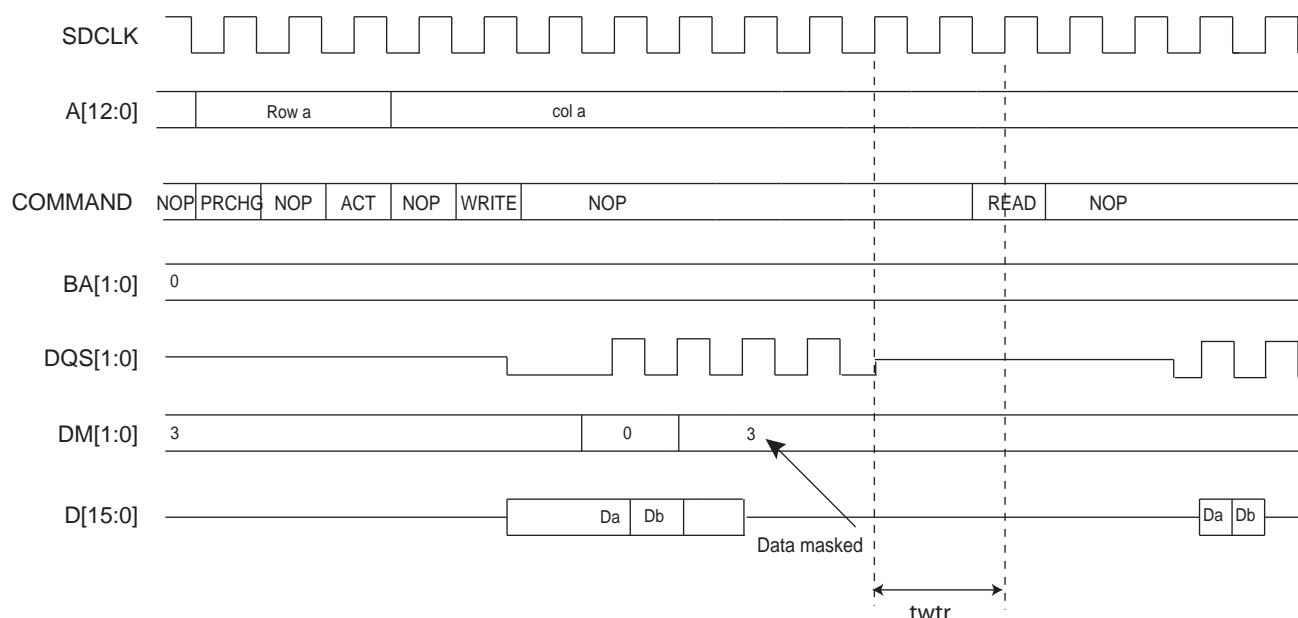 SDCLK
A[12:0] Row a col a
COMMAND NOP PRCHG NOP ACT NOP WRITE NOP READ NOP
BA[1:0] 0
DQS[1:0]
DM[1:0] 3 0 3
D[15:0] Da Db Da Db
Data masked
twtr